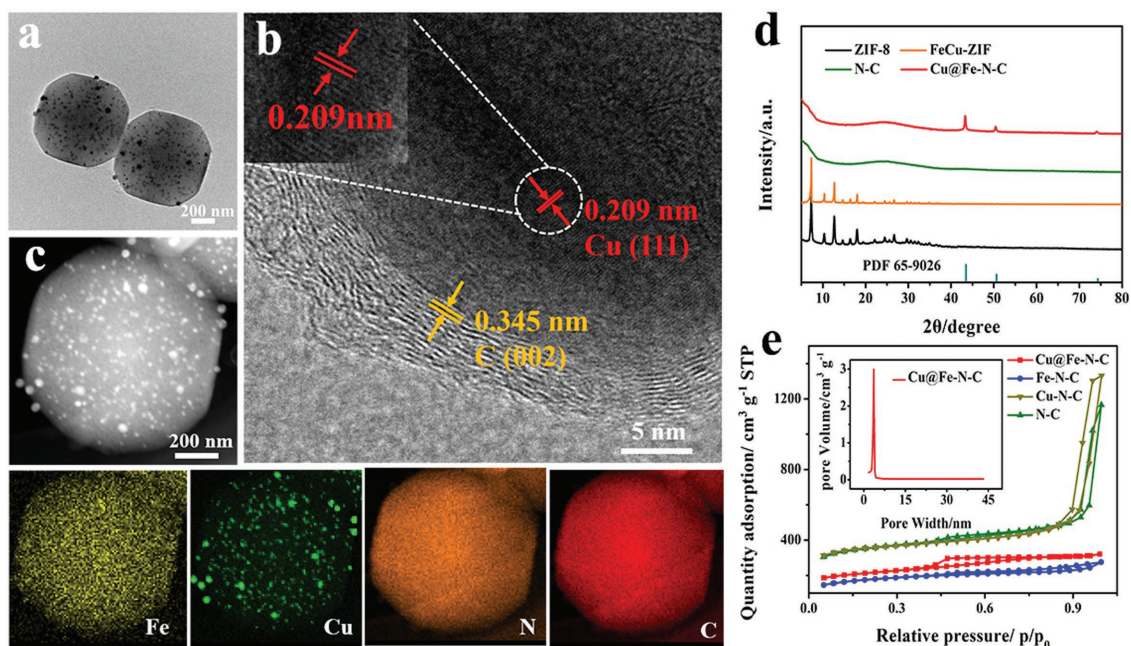 a
200 nm
b
0.209nm
0.209 nm
Cu (111)
0.345 nm
C (002)
5 nm
c
200 nm
Fe
Cu
N
C
d
ZIF-8
FeCu-ZIF
N-C
Cu@Fe-N-C
Intensity/a.u.
PDF 65-9026
5 10 20 30 40 50 60 70 80
2θ/degree
e
Quantity adsorption/ cm³ g⁻¹ STP
1200
900
600
300
Cu@Fe-N-C
Fe-N-C
Cu-N-C
N-C
pore Volume/cm³ g⁻¹
3
2
1
0
Cu@Fe-N-C
0 15 30 45
Pore Width/nm
0.0 0.3 0.6 0.9
Relative pressure/ p/p₀